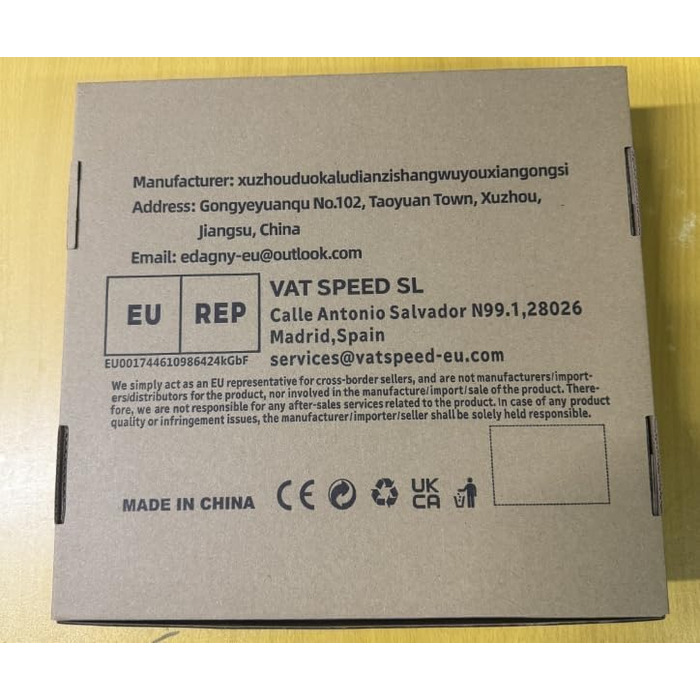 Manufacturer: xuzhouduokaludianzishangwuyouxiangongsi
Address: Gongyeyuanqu No.102, Taoyuan Town, Xuzhou,
Jiangsu, China
Email: edagny-eu@outlook.com
EU REP
VAT SPEED SL
Calle Antonio Salvador N99.1,28026
Madrid,Spain
services@vatspeed-eu.com
EU001744610986424kGbF
We simply act as an EU representative for cross-border sellers, and are not manufacturers/import-
ers/distributors for the product, nor involved in the manufacture/import/sale of the product. There-
fore, we are not responsible for any after-sales services related to the product. In case of any product
quality or infringement issues, the manufacturer/importer/seller shall be solely held responsible.
MADE IN CHINA CE UK
CA